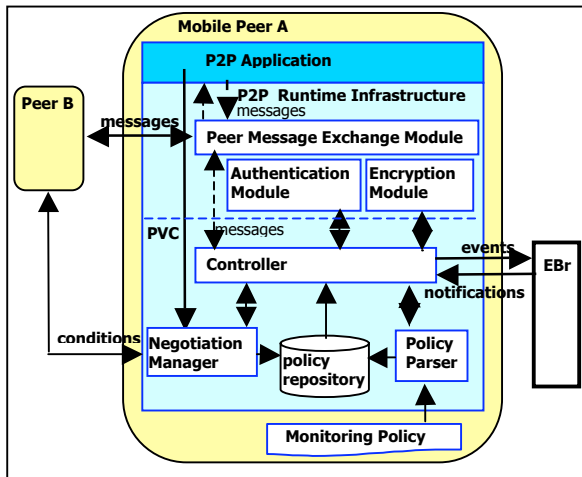 Mobile Peer A
P2P Application
P2P Runtime Infrastructure
messages
Peer B
messages
Peer Message Exchange Module
Authentication
Module
Encryption
Module
PVC
messages
Controller
events
notifications
EBr
conditions
Negotiation
Manager
policy
repository
Policy
Parser
Monitoring Policy